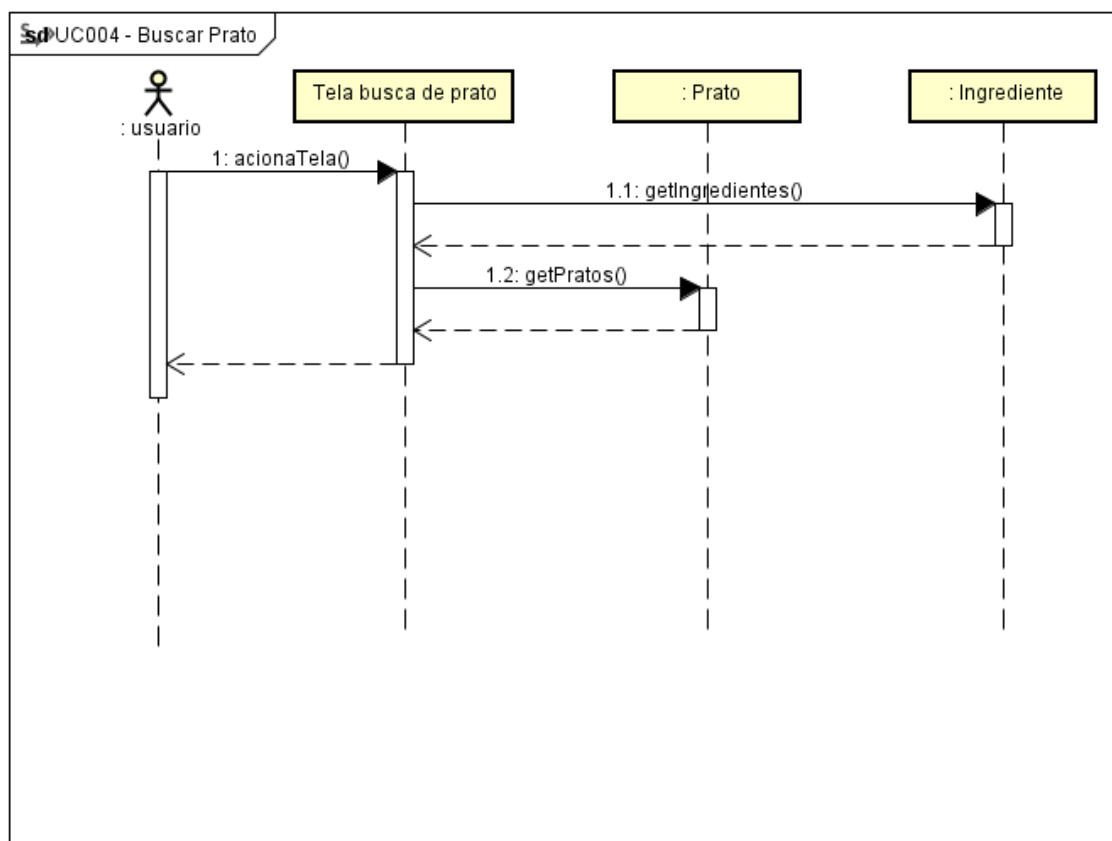 sd UC004 - Buscar Prato
: usuario
Tela busca de prato
: Prato
: Ingrediente
1: acionaTela()
1.1: getIngredientes()
1.2: getPratos()